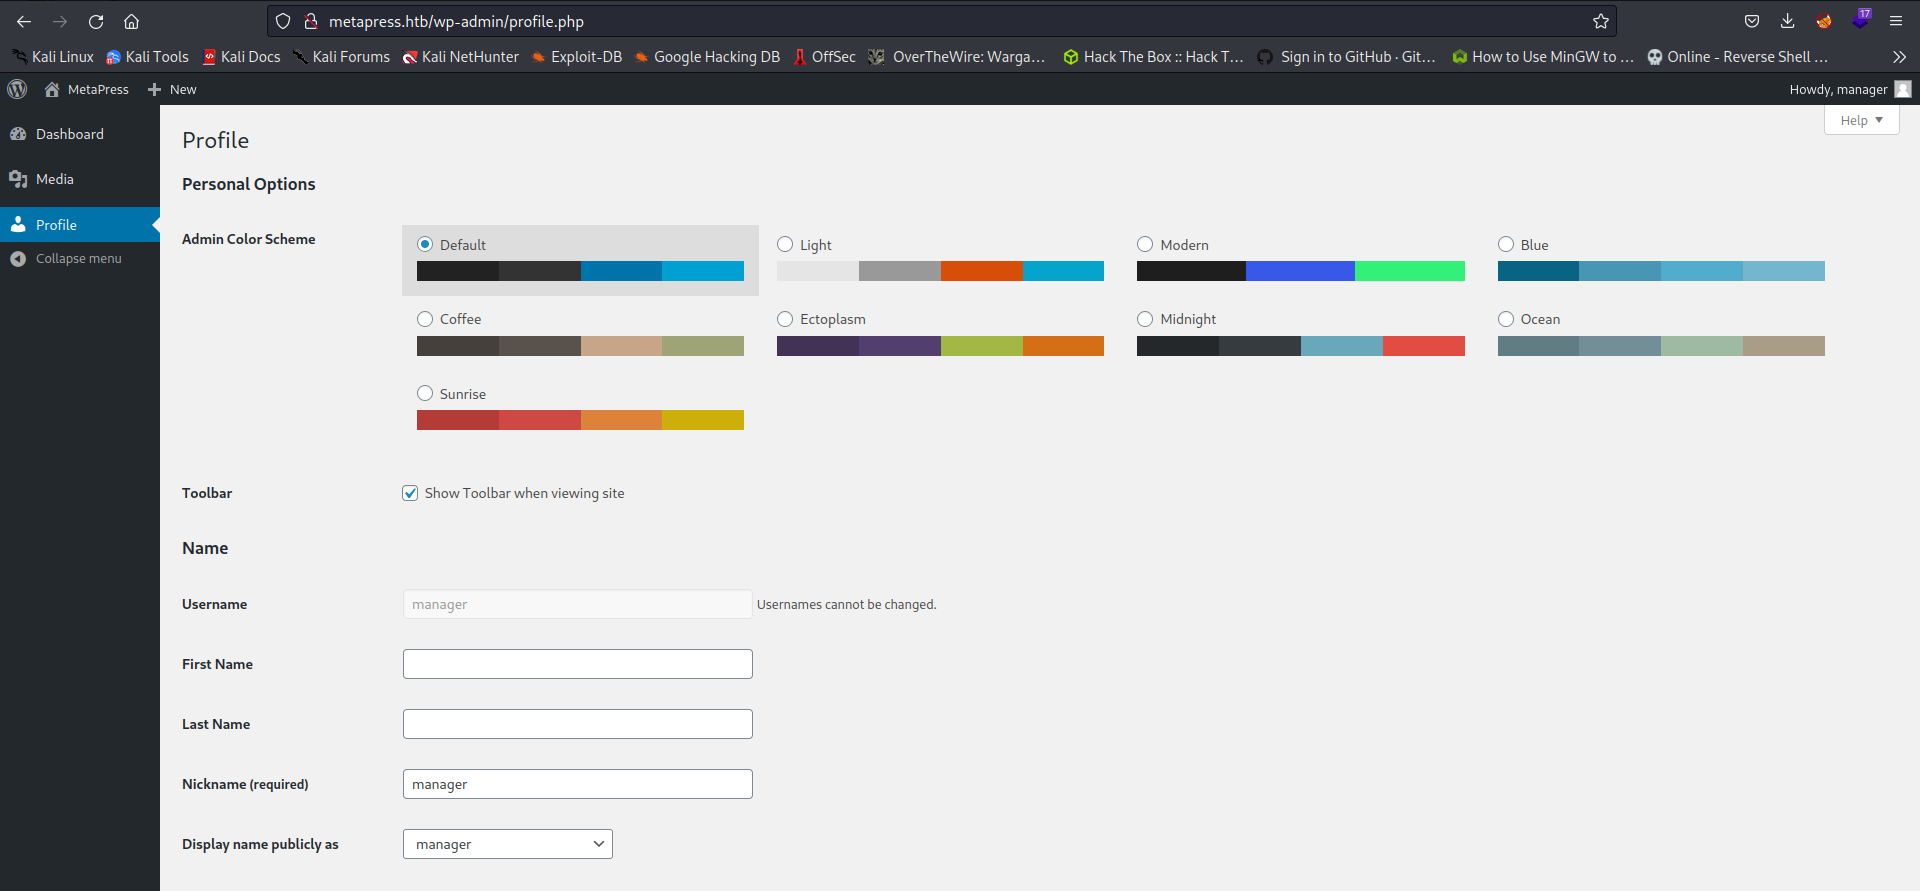 metapress.htb/wp-admin/profile.php
17
Kali Linux Kali Tools Kali Docs Kali Forums Kali NetHunter Exploit-DB Google Hacking DB OffSec OverTheWire: Warga… Hack The Box :: Hack T… Sign in to GitHub · Git… How to Use MinGW to … Online - Reverse Shell …
MetaPress New Howdy, manager
Help
Dashboard
Media
Profile
Collapse menu
Profile
Personal Options
Admin Color Scheme
Default Light Modern Blue
Coffee Ectoplasm Midnight Ocean
Sunrise
Toolbar Show Toolbar when viewing site
Name
Username manager Usernames cannot be changed.
First Name
Last Name
Nickname (required) manager
Display name publicly as manager